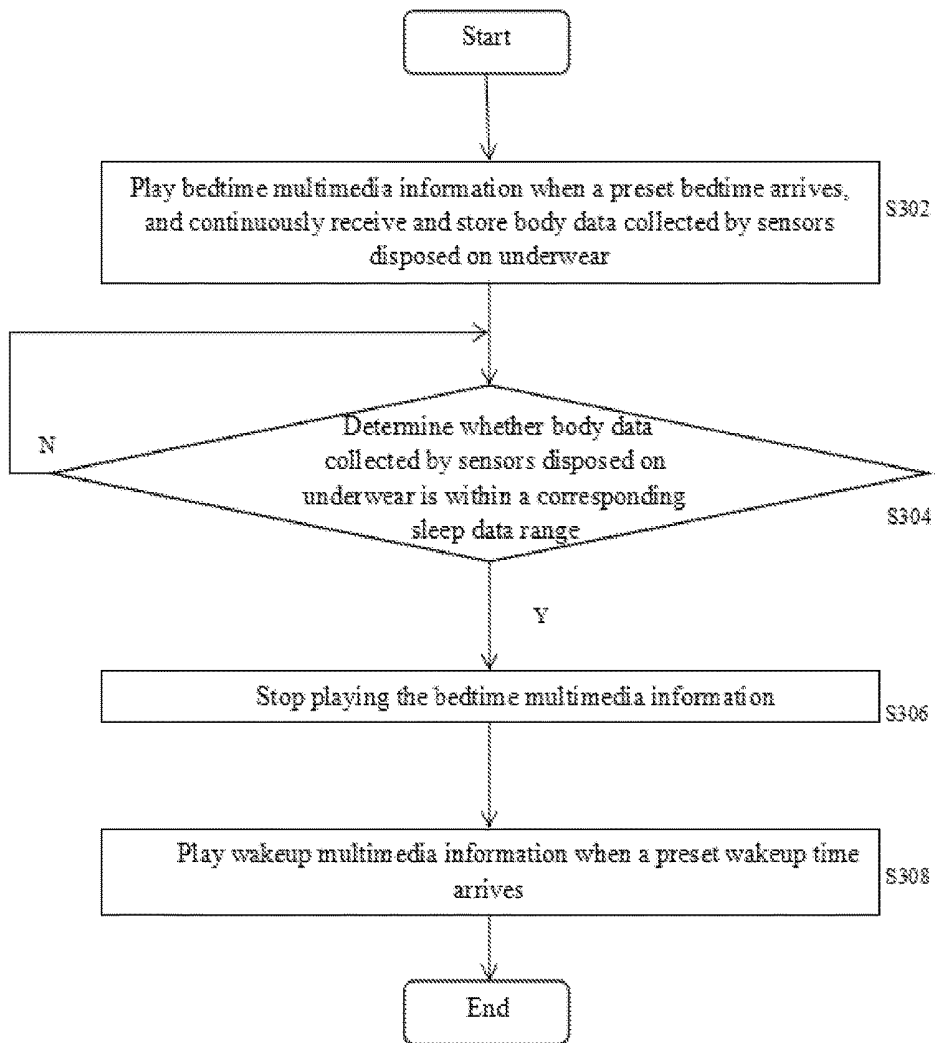 Start
Play bedtime multimedia information when a preset bedtime arrives,
and continuously receive and store body data collected by sensors
disposed on underwear
S302
N
Determine whether body data
collected by sensors disposed on
underwear is within a corresponding
sleep data range
S304
Y
Stop playing the bedtime multimedia information
S306
Play wakeup multimedia information when a preset wakeup time
arrives
S308
End